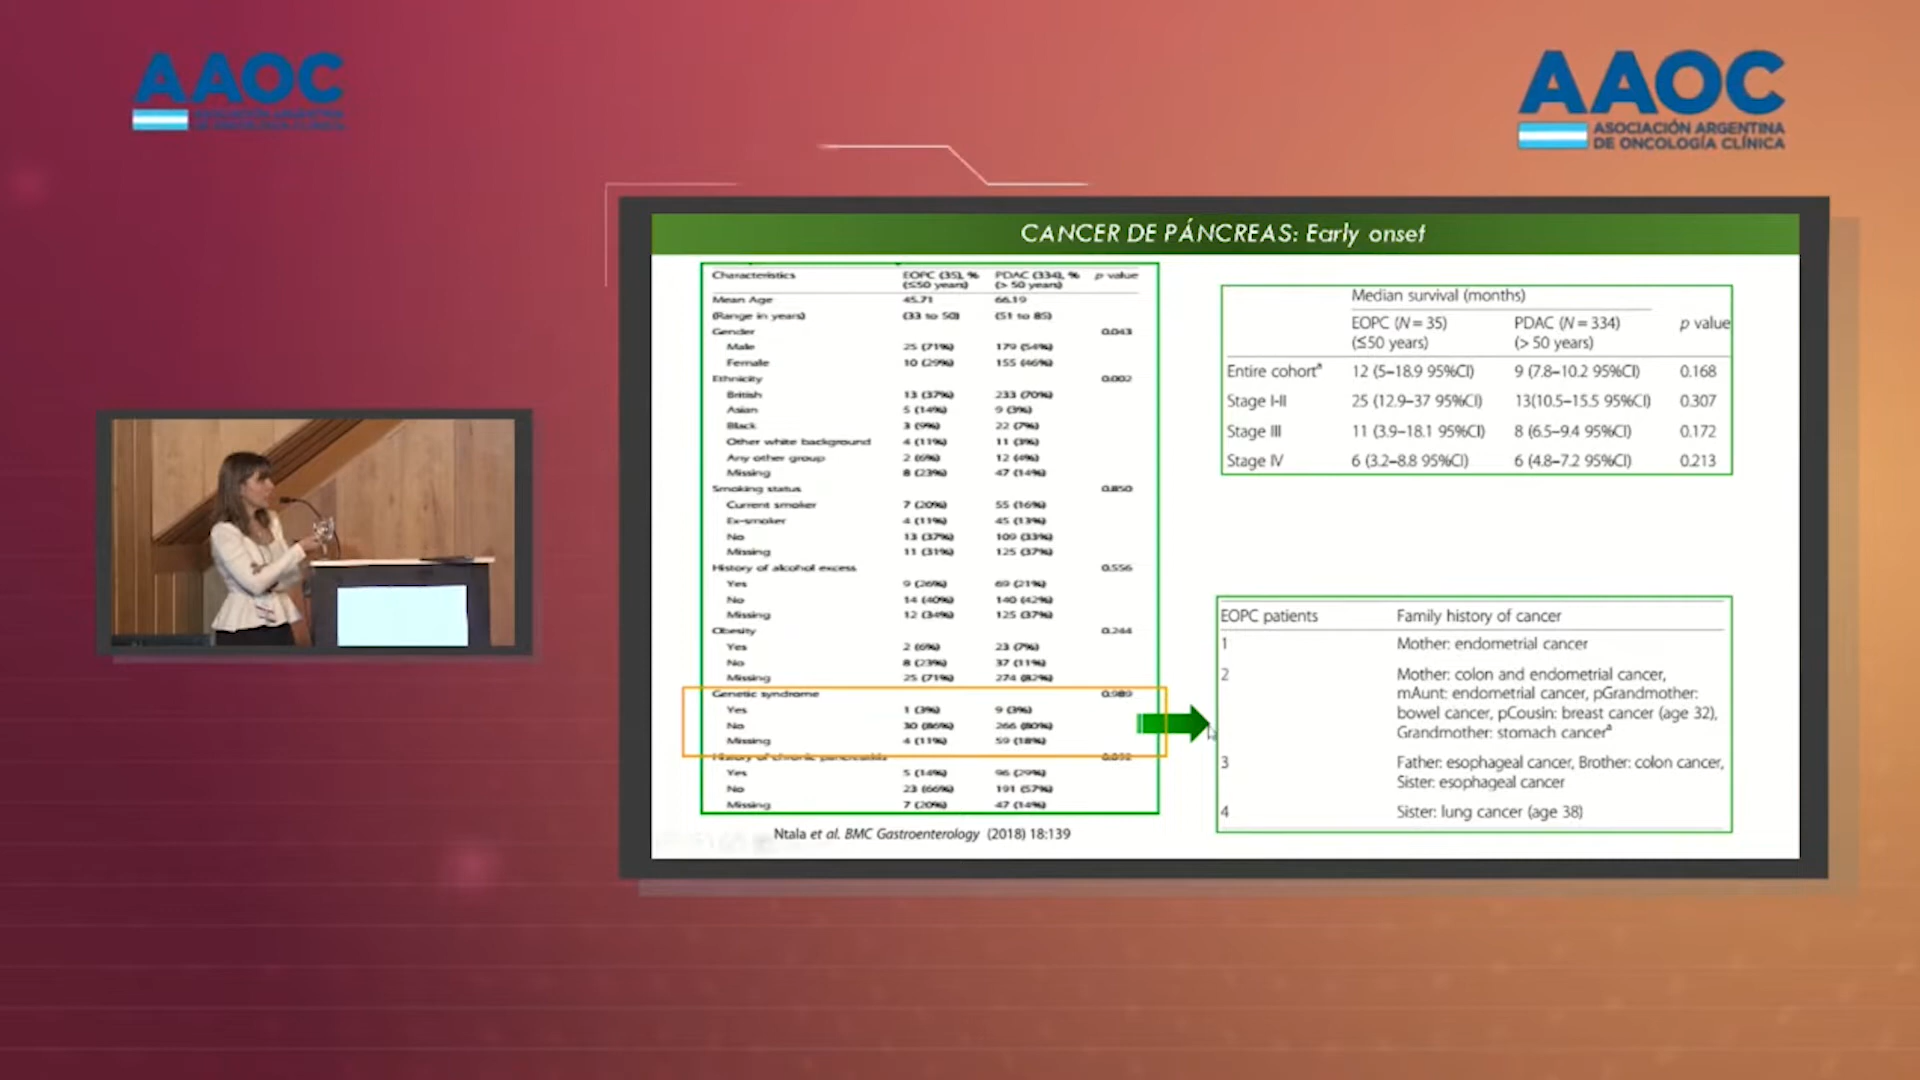 AAOC
AAOC
ASOCIACIÓN ARGENTINA
DE ONCOLOGÍA CLÍNICA
CANCER DE PÁNCREAS: Early onset
Characteristics EOPC (35), % PDAC (334), % p value
(≤50 years) (> 50 years)
Mean Age 45.71 66.19
(Range in years) (33 to 50) (51 to 85)
Gender 0.043
Male 25 (71%) 179 (54%)
Female 10 (29%) 155 (46%)
Ethnicity 0.002
British 13 (37%) 233 (70%)
Asian 5 (14%) 9 (3%)
Black 3 (9%) 22 (7%)
Other white background 4 (11%) 11 (3%)
Any other group 2 (6%) 12 (4%)
Missing 8 (23%) 47 (14%)
Smoking status 0.850
Current smoker 7 (20%) 55 (16%)
Ex-smoker 4 (11%) 45 (13%)
No 13 (37%) 109 (33%)
Missing 11 (31%) 125 (37%)
History of alcohol excess 0.556
Yes 9 (26%) 69 (21%)
No 14 (40%) 140 (42%)
Missing 12 (34%) 125 (37%)
Obesity 0.244
Yes 2 (6%) 23 (7%)
No 8 (23%) 37 (11%)
Missing 25 (71%) 274 (82%)
Genetic syndrome 0.989
Yes 1 (3%) 9 (3%)
No 30 (86%) 266 (80%)
Missing 4 (11%) 59 (18%)
History of chronic pancreatitis
Yes 5 (14%) 96 (29%)
No 23 (66%) 191 (57%)
Missing 7 (20%) 47 (14%)
Ntala et al. BMC Gastroenterology (2018) 18:139
Median survival (months)
EOPC (N = 35) PDAC (N = 334) p value
(≤50 years) (> 50 years)
Entire cohortª 12 (5–18.9 95%CI) 9 (7.8–10.2 95%CI) 0.168
Stage I-II 25 (12.9–37 95%CI) 13(10.5–15.5 95%CI) 0.307
Stage III 11 (3.9–18.1 95%CI) 8 (6.5–9.4 95%CI) 0.172
Stage IV 6 (3.2–8.8 95%CI) 6 (4.8–7.2 95%CI) 0.213
EOPC patients Family history of cancer
1 Mother: endometrial cancer
2 Mother: colon and endometrial cancer,
mAunt: endometrial cancer, pGrandmother:
bowel cancer, pCousin: breast cancer (age 32),
Grandmother: stomach cancerª
3 Father: esophageal cancer, Brother: colon cancer,
Sister: esophageal cancer
4 Sister: lung cancer (age 38)